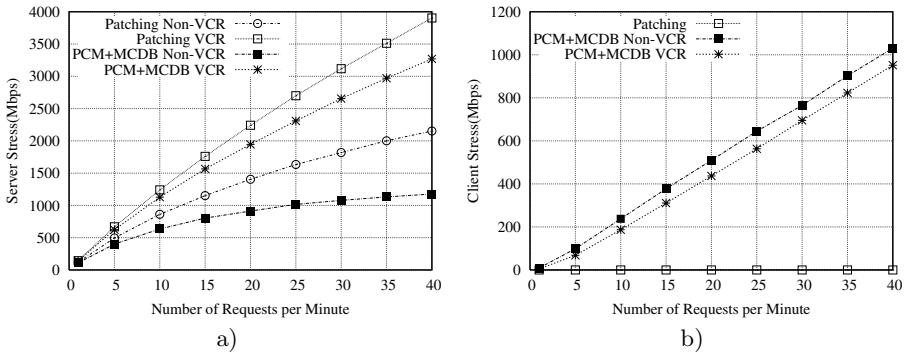 4000
3500
3000
2500
2000
1500
1000
500
0
Server Stress(Mbps)
Patching Non-VCR
Patching VCR
PCM+MCDB Non-VCR
PCM+MCDB VCR
0 5 10 15 20 25 30 35 40
Number of Requests per Minute
a)
1200
1000
800
600
400
200
0
Client Stress(Mbps)
Patching
PCM+MCDB Non-VCR
PCM+MCDB VCR
0 5 10 15 20 25 30 35 40
Number of Requests per Minute
b)